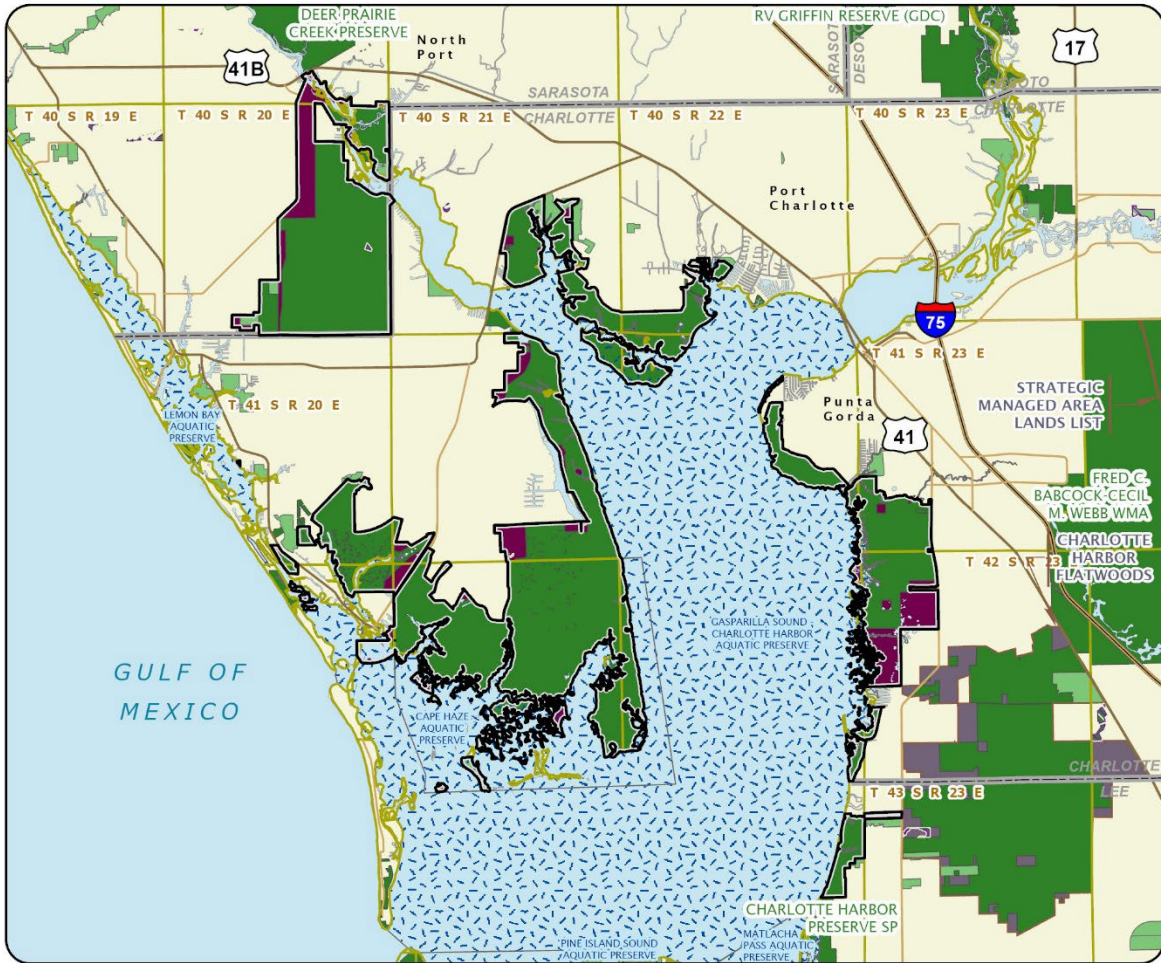 DEER PRAIRIE
CREEK PRESERVE
RV GRIFFIN RESERVE (GDC)
North
Port
41B
17
SARASOTA
DESOTO
SARASOTA
CHARLOTTE
DESOTO
CHARLOTTE
T 40 S R 19 E
T 40 S R 20 E
T 40 S R 21 E
T 40 S R 22 E
T 40 S R 23 E
Port
Charlotte
75
T 41 S R 23 E
T 41 S R 20 E
LEMON BAY
AQUATIC
PRESERVE
Punta
Gorda
41
STRATEGIC
MANAGED AREA
LANDS LIST
FRED C.
BABCOCK-CECIL
M. WEBB WMA
CHARLOTTE
HARBOR
FLATWOODS
T 42 S R 23
GASPARILLA SOUND -
CHARLOTTE HARBOR
AQUATIC PRESERVE
GULF OF
MEXICO
CAPE HAZE
AQUATIC
PRESERVE
CHARLOTTE
LEE
T 43 S R 23 E
CHARLOTTE HARBOR
PRESERVE SP
MATLACHA
PASS AQUATIC
PRESERVE
PINE ISLAND SOUND
AQUATIC PRESERVE